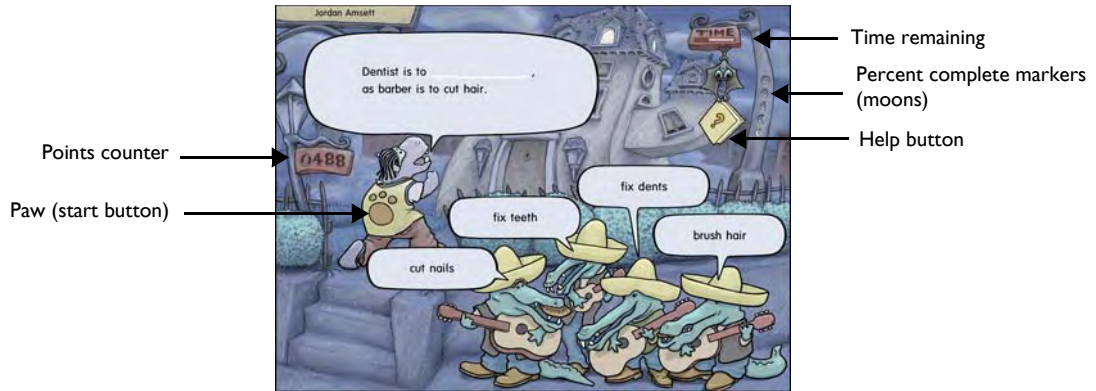 Jordan Amsett
TIME
Time remaining
Dentist is to ____________,
as barber is to cut hair.
Percent complete markers
(moons)
?
Help button
Points counter
0488
Paw (start button)
fix dents
fix teeth
brush hair
cut nails